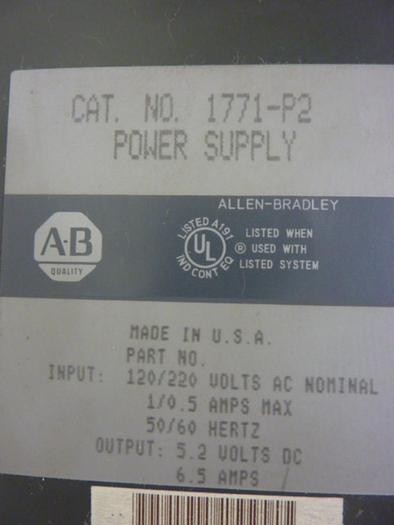 CAT. NO. 1771-P2
POWER SUPPLY
ALLEN-BRADLEY
A-B
QUALITY
LISTED A191
UL
IND CONT EQ
®
LISTED WHEN
USED WITH
LISTED SYSTEM
MADE IN U.S.A.
PART NO.
INPUT: 120/220 VOLTS AC NOMINAL
1/0.5 AMPS MAX
50/60 HERTZ
OUTPUT: 5.2 VOLTS DC
6.5 AMPS